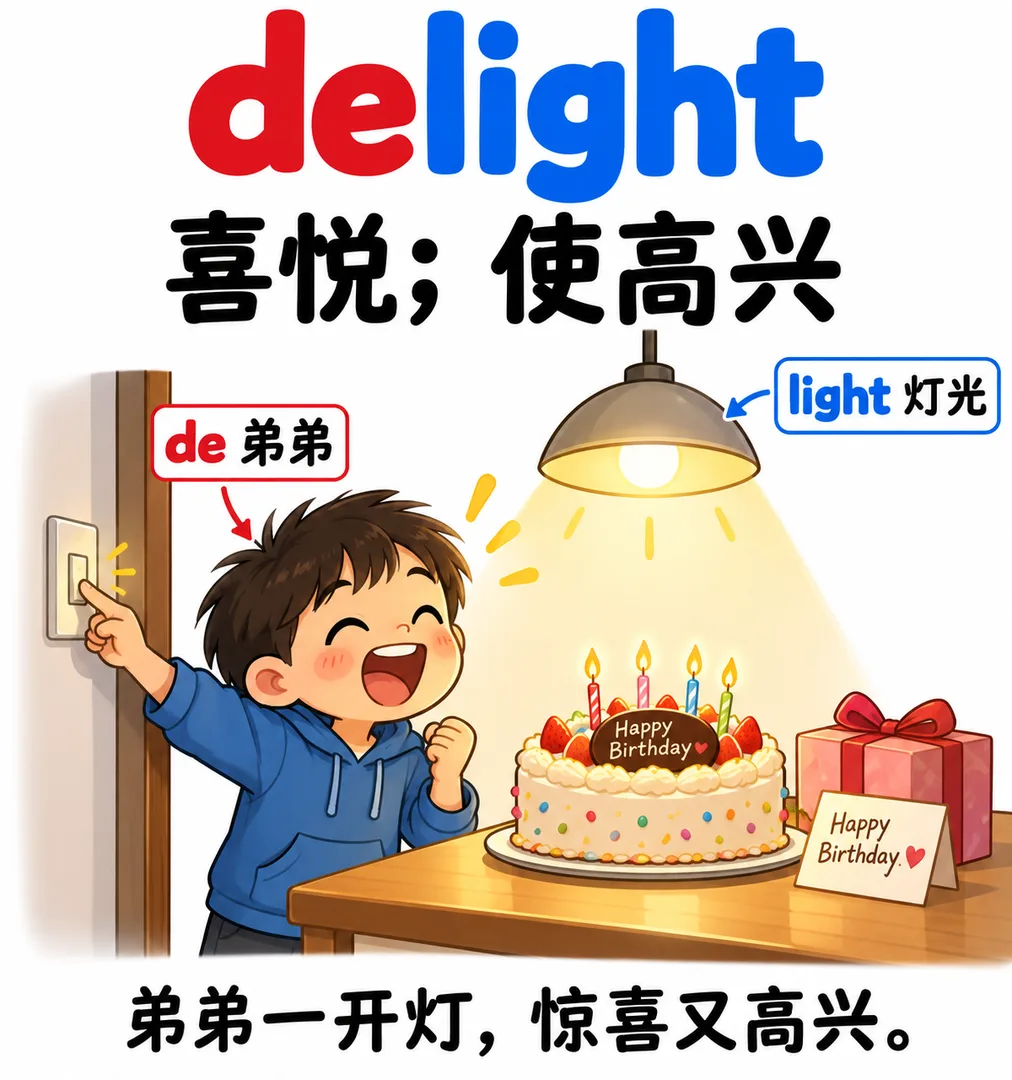 delight
喜悦；使高兴
light 灯光
de 弟弟
Happy
Birthday
Happy
Birthday.
弟弟一开灯，惊喜又高兴。